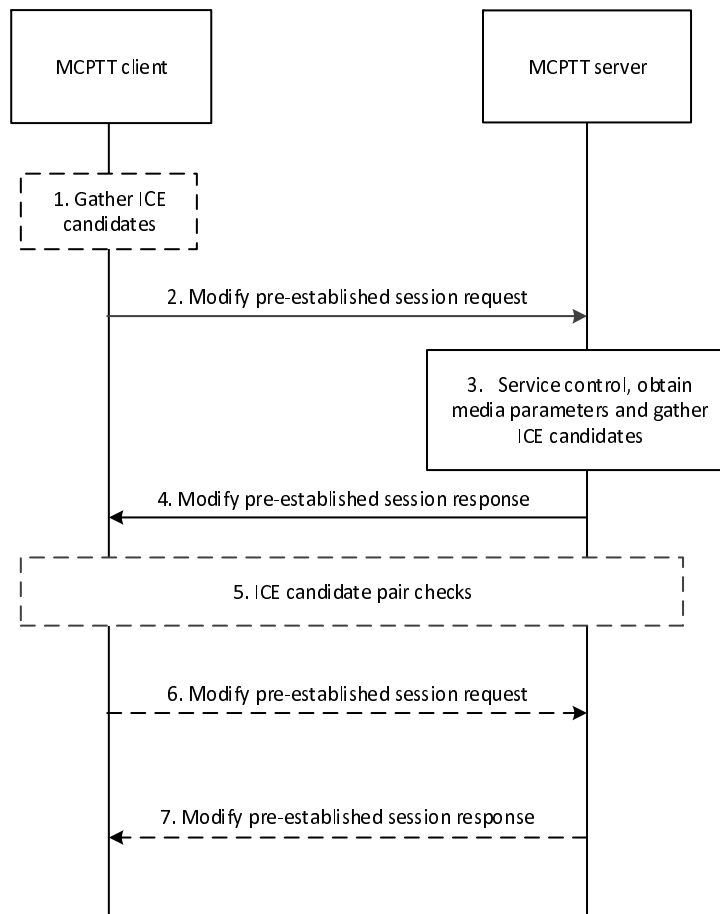 MCPTT client
MCPTT server
1. Gather ICE
candidates
2. Modify pre-established session request
3. Service control, obtain
media parameters and gather
ICE candidates
4. Modify pre-established session response
5. ICE candidate pair checks
6. Modify pre-established session request
7. Modify pre-established session response